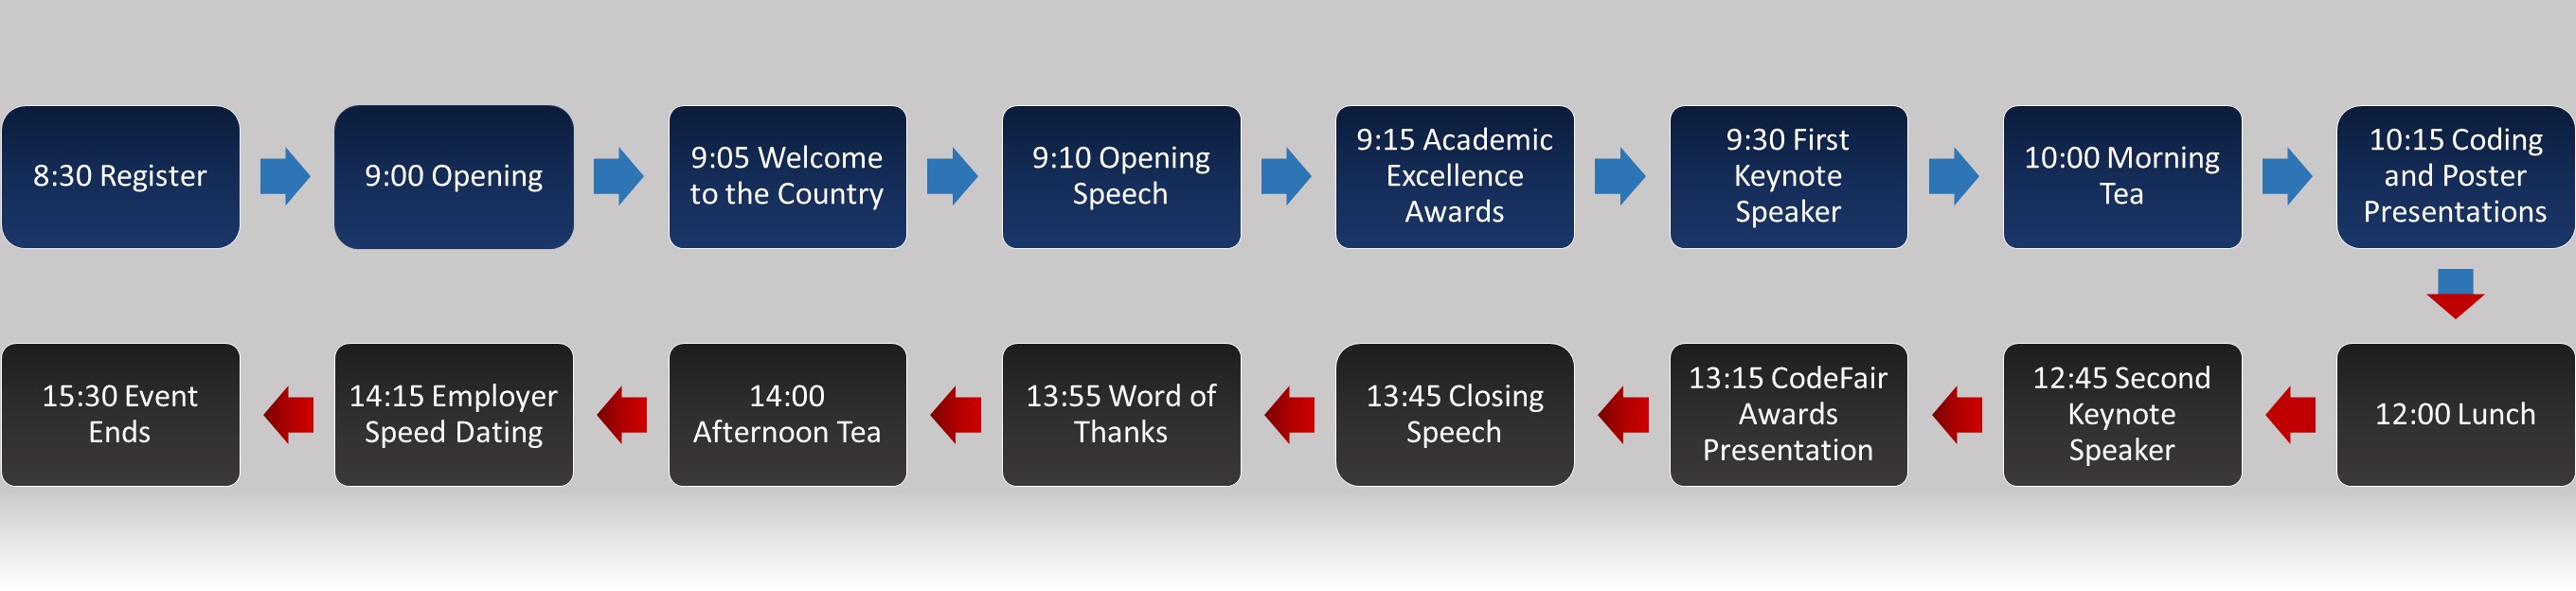 8:30 Register
9:00 Opening
9:05 Welcome
to the Country
9:10 Opening
Speech
9:15 Academic
Excellence
Awards
9:30 First
Keynote
Speaker
10:00 Morning
Tea
10:15 Coding
and Poster
Presentations
12:00 Lunch
12:45 Second
Keynote
Speaker
13:15 CodeFair
Awards
Presentation
13:45 Closing
Speech
13:55 Word of
Thanks
14:00
Afternoon Tea
14:15 Employer
Speed Dating
15:30 Event
Ends